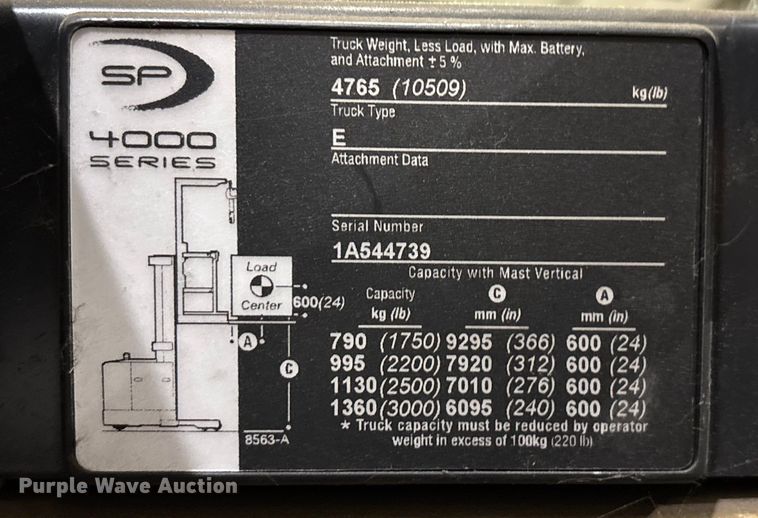 SP
4000
SERIES
Load
Center
600(24)
A
C
8563-A
Truck Weight, Less Load, with Max. Battery,
and Attachment ± 5 %
4765 (10509) kg(lb)
Truck Type
E
Attachment Data
Serial Number
1A544739
Capacity with Mast Vertical
Capacity C A
kg (lb) mm (in) mm (in)
790 (1750) 9295 (366) 600 (24)
995 (2200) 7920 (312) 600 (24)
1130 (2500) 7010 (276) 600 (24)
1360 (3000) 6095 (240) 600 (24)
* Truck capacity must be reduced by operator
weight in excess of 100kg (220 lb)
Purple Wave Auction